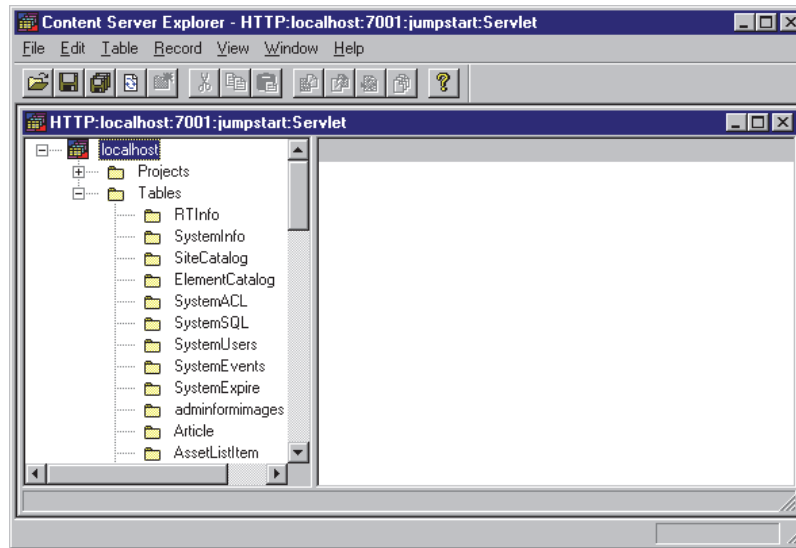 Content Server Explorer - HTTP:localhost:7001:jumpstart:Servlet
File Edit Table Record View Window Help
HTTP:localhost:7001:jumpstart:Servlet
localhost
Projects
Tables
RTInfo
SystemInfo
SiteCatalog
ElementCatalog
SystemACL
SystemSQL
SystemUsers
SystemEvents
SystemExpire
adminformimages
Article
AssetListItem